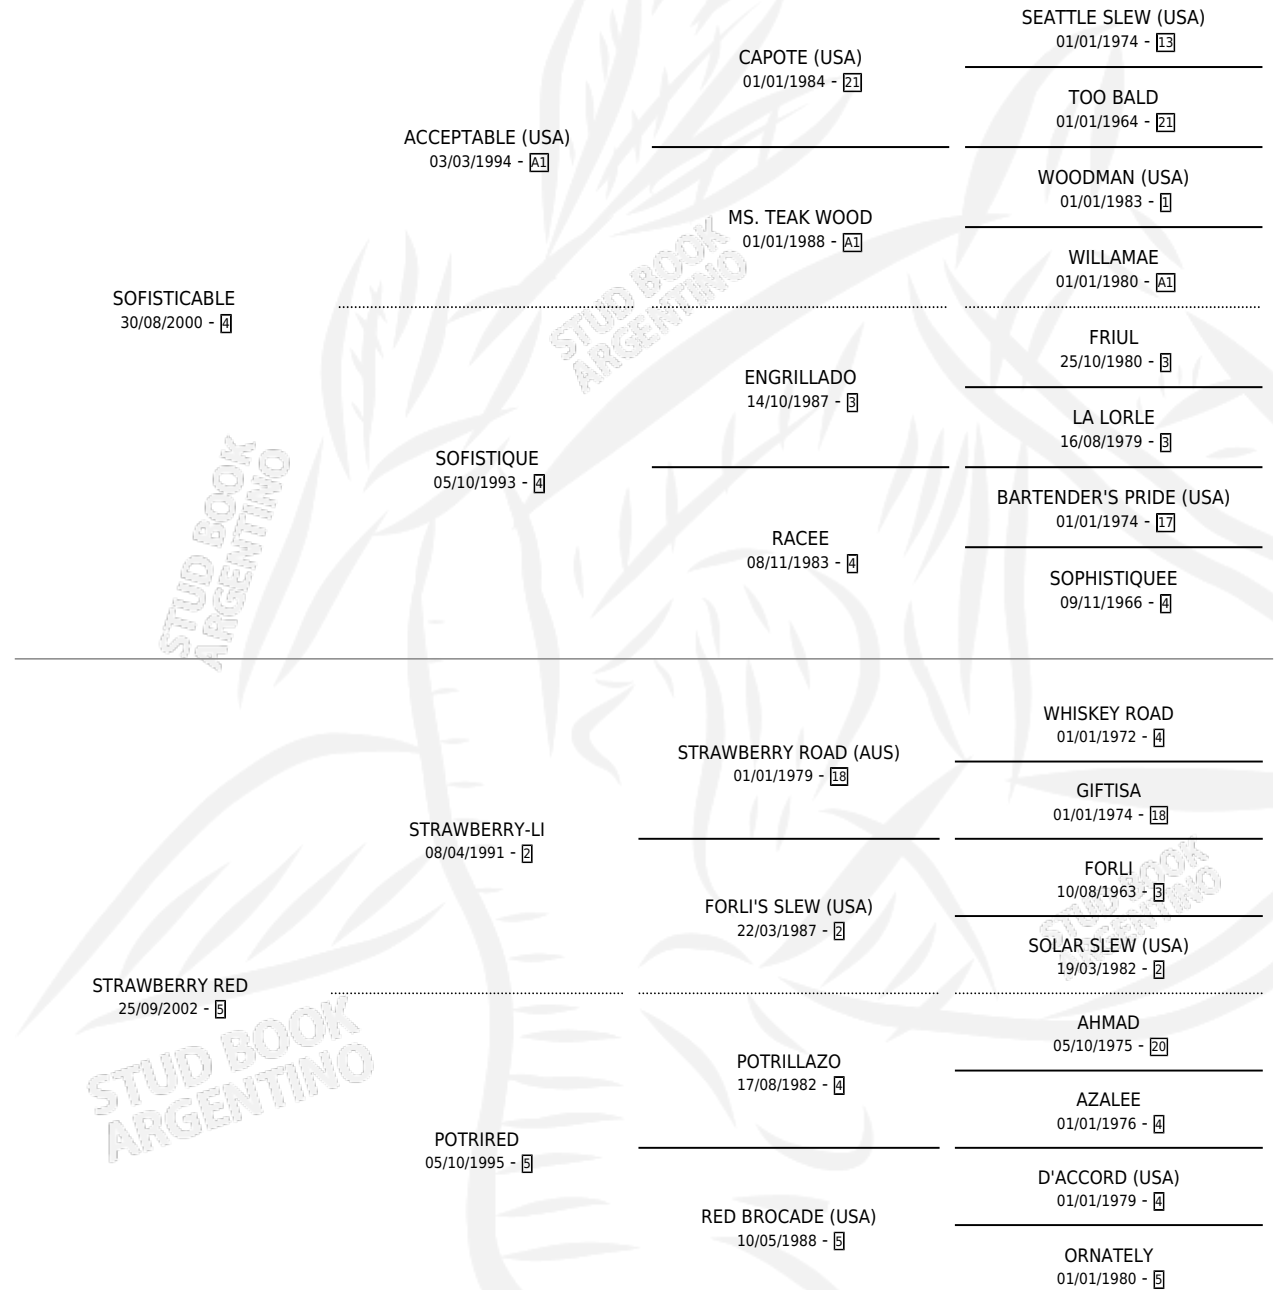 SEATTLE SLEW (USA)
01/01/1974 - 13
CAPOTE (USA)
01/01/1984 - 21
TOO BALD
01/01/1964 - 21
ACCEPTABLE (USA)
03/03/1994 - A1
WOODMAN (USA)
01/01/1983 - 1
MS. TEAK WOOD
01/01/1988 - A1
WILLAMAE
01/01/1980 - A1
SOFISTICABLE
30/08/2000 - 4
FRIUL
25/10/1980 - 3
ENGRILLADO
14/10/1987 - 3
LA LORLE
16/08/1979 - 3
SOFISTIQUE
05/10/1993 - 4
BARTENDER'S PRIDE (USA)
01/01/1974 - 17
RACEE
08/11/1983 - 4
SOPHISTIQUEE
09/11/1966 - 4
WHISKEY ROAD
01/01/1972 - 4
STRAWBERRY ROAD (AUS)
01/01/1979 - 18
GIFTISA
01/01/1974 - 18
STRAWBERRY-LI
08/04/1991 - 2
FORLI
10/08/1963 - 3
FORLI'S SLEW (USA)
22/03/1987 - 2
SOLAR SLEW (USA)
19/03/1982 - 2
STRAWBERRY RED
25/09/2002 - 5
AHMAD
05/10/1975 - 20
POTRILLAZO
17/08/1982 - 4
AZALEE
01/01/1976 - 4
POTRIRED
05/10/1995 - 5
D'ACCORD (USA)
01/01/1979 - 4
RED BROCADE (USA)
10/05/1988 - 5
ORNATELY
01/01/1980 - 5
STUD BOOK
ARGENTINO
STUD BOOK
ARGENTINO
STUD BOOK
ARGENTINO
STUD BOOK
ARGENTINO